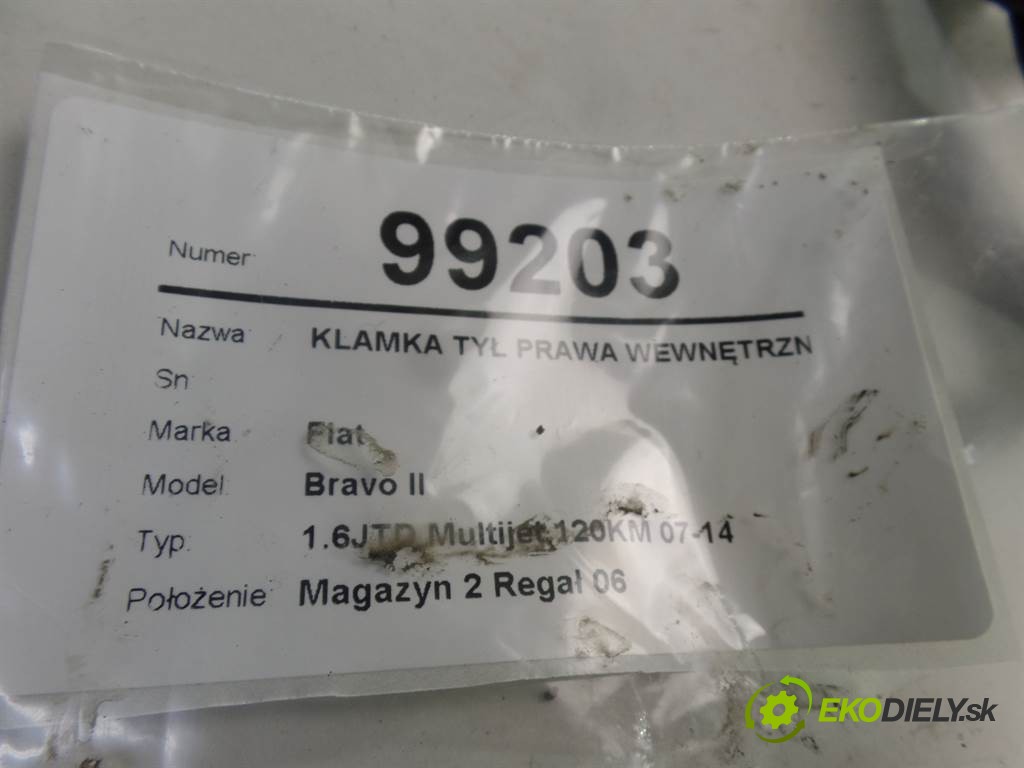 Numer 99203
Nazwa KLAMKA TYŁ PRAWA WEWNĘTRZN
Sn
Marka Fiat
Model Bravo II
Typ 1.6JTD Multijet 120KM 07-14
Położenie Magazyn 2 Regał 06
EKODIELY.sk